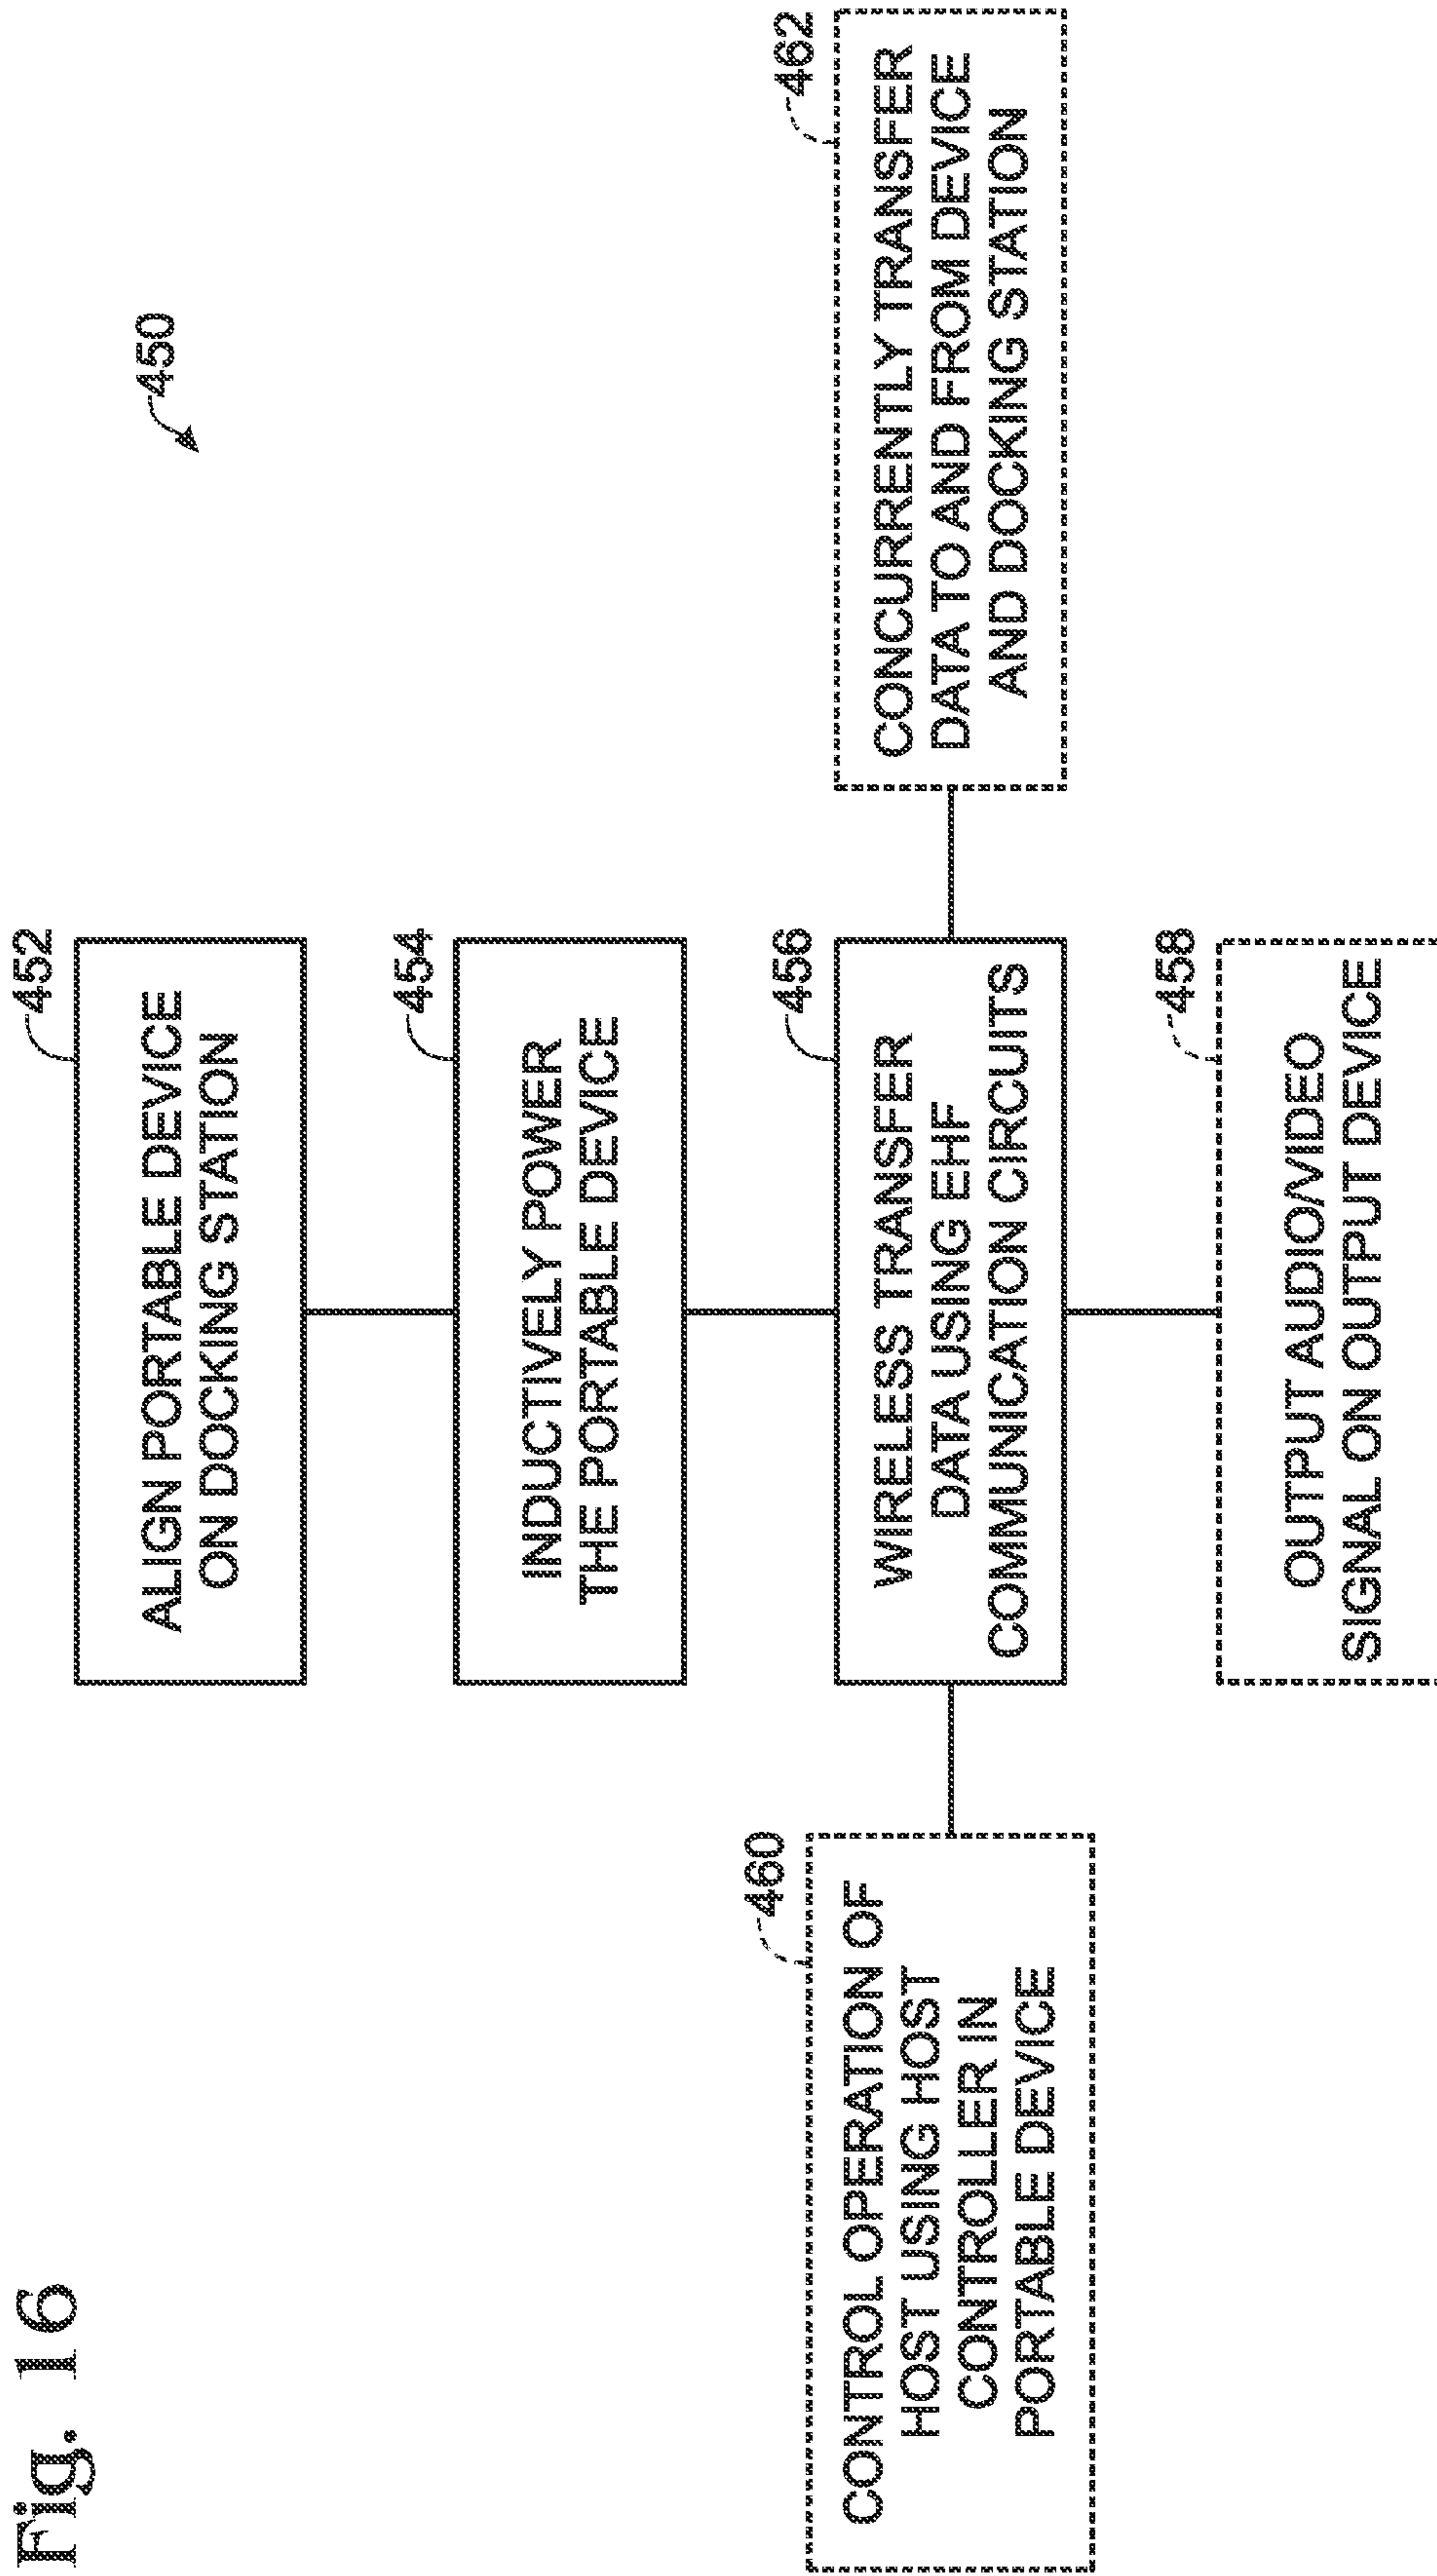 Fig. 16
450
452
ALIGN PORTABLE DEVICE
ON DOCKING STATION
454
INDUCTIVELY POWER
THE PORTABLE DEVICE
456
WIRELESS TRANSFER
DATA USING EHF
COMMUNICATION CIRCUITS
460
CONTROL OPERATION OF
HOST USING HOST
CONTROLLER IN
PORTABLE DEVICE
462
CONCURRENTLY TRANSFER
DATA TO AND FROM DEVICE
AND DOCKING STATION
458
OUTPUT AUDIO/VIDEO
SIGNAL ON OUTPUT DEVICE